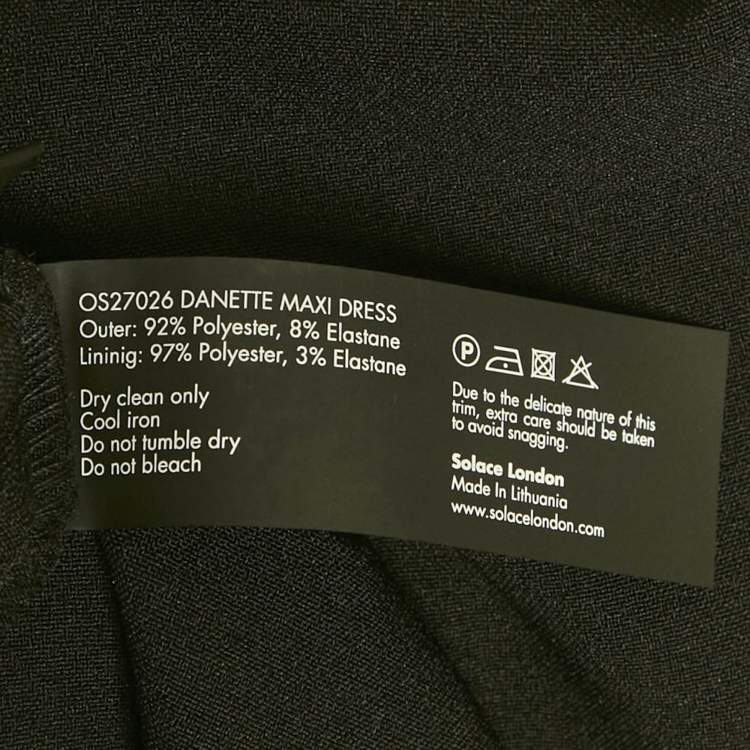 OS27026 DANETTE MAXI DRESS
Outer: 92% Polyester, 8% Elastane
Lininig: 97% Polyester, 3% Elastane
Dry clean only
Cool iron
Do not tumble dry
Do not bleach
P
Due to the delicate nature of this
trim, extra care should be taken
to avoid snagging.
Solace London
Made In Lithuania
www.solacelondon.com